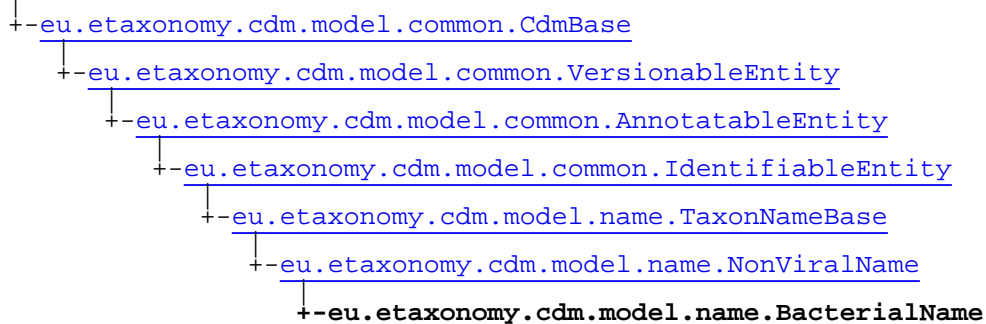 +-eu.etaxonomy.cdm.model.common.CdmBase
+-eu.etaxonomy.cdm.model.common.VersionableEntity
+-eu.etaxonomy.cdm.model.common.AnnotatableEntity
+-eu.etaxonomy.cdm.model.common.IdentifiableEntity
+-eu.etaxonomy.cdm.model.name.TaxonNameBase
+-eu.etaxonomy.cdm.model.name.NonViralName
+-eu.etaxonomy.cdm.model.name.BacterialName